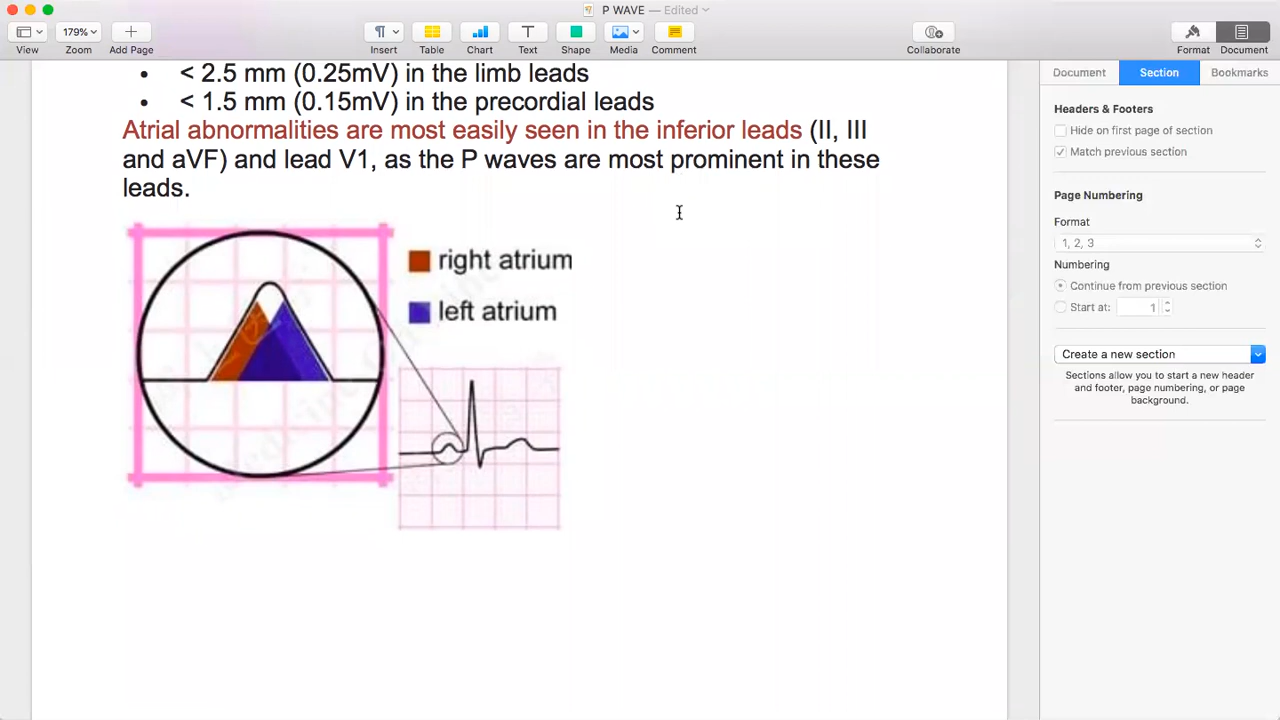 P WAVE — Edited
179%
View
Zoom
Add Page
Insert
Table
Chart
Text
Shape
Media
Comment
Collaborate
Format
Document
• < 2.5 mm (0.25mV) in the limb leads
• < 1.5 mm (0.15mV) in the precordial leads
Atrial abnormalities are most easily seen in the inferior leads (II, III
and aVF) and lead V1, as the P waves are most prominent in these
leads.
right atrium
left atrium
Document
Section
Bookmarks
Headers & Footers
Hide on first page of section
Match previous section
Page Numbering
Format
1, 2, 3
Numbering
Continue from previous section
Start at: 1
Create a new section
Sections allow you to start a new header
and footer, page numbering, or page
background.